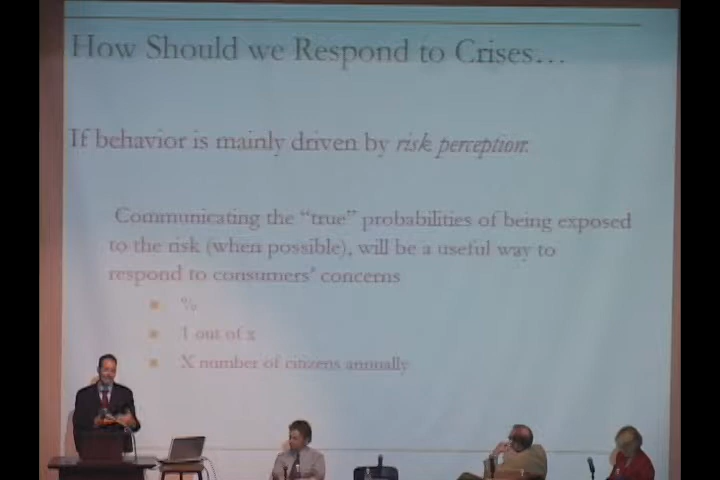 How Should we Respond to Crises…
If behavior is mainly driven by risk perception:
Communicating the “true” probabilities of being exposed
to the risk (when possible), will be a useful way to
respond to consumers’ concerns
%
1 out of x
X number of citizens annually